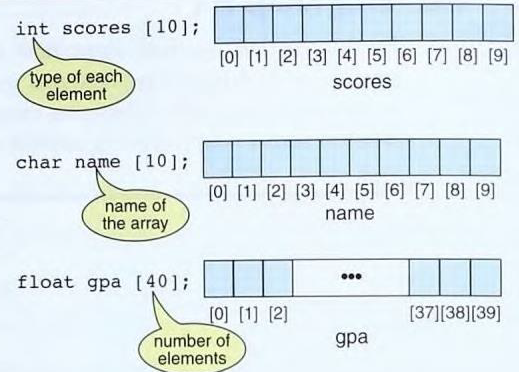 int scores [10];
[0] [1] [2] [3] [4] [5] [6] [7] [8] [9]
scores
type of each
element
char name [10];
[0] [1] [2] [3] [4] [5] [6] [7] [8] [9]
name
name of
the array
float gpa [40];
•••
[0] [1] [2] [37][38][39]
gpa
number of
elements